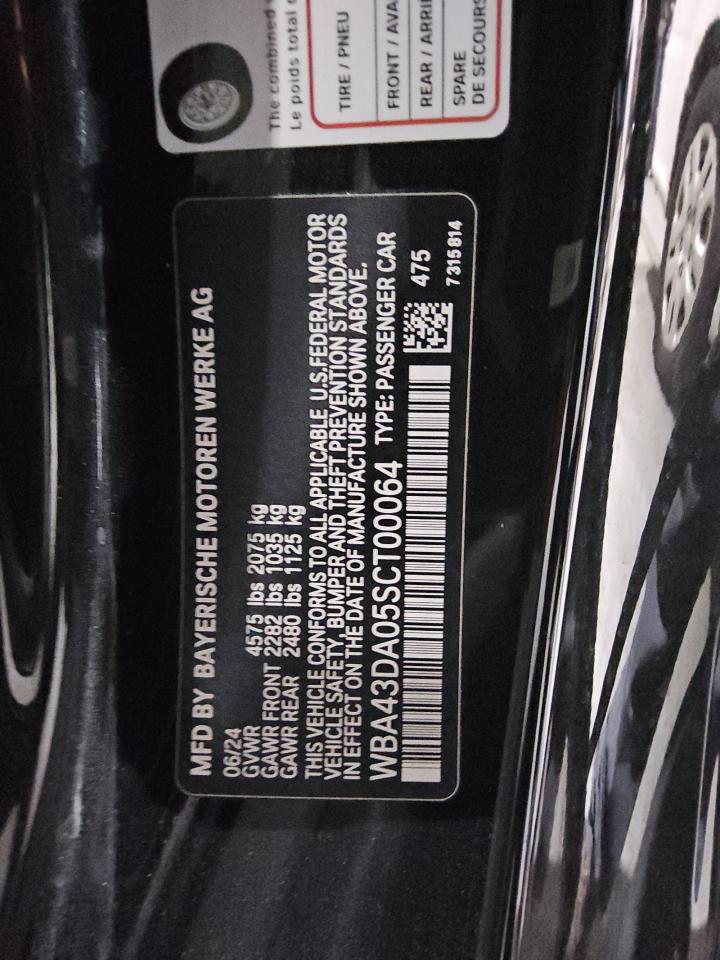 MFD BY BAYERISCHE MOTOREN WERKE AG
06/24
GVWR 4575 lbs 2075 kg
GAWR FRONT 2282 lbs 1035 kg
GAWR REAR 2480 lbs 1125 kg
THIS VEHICLE CONFORMS TO ALL APPLICABLE U.S.FEDERAL MOTOR
VEHICLE SAFETY, BUMPER AND THEFT PREVENTION STANDARDS
IN EFFECT ON THE DATE OF MANUFACTURE SHOWN ABOVE.
WBA43DA05SCT00064 TYPE: PASSENGER CAR
475
7315814
The combined
Le poids total
TIRE / PNEU
FRONT / AVA
REAR / ARRI
SPARE
DE SECOURS